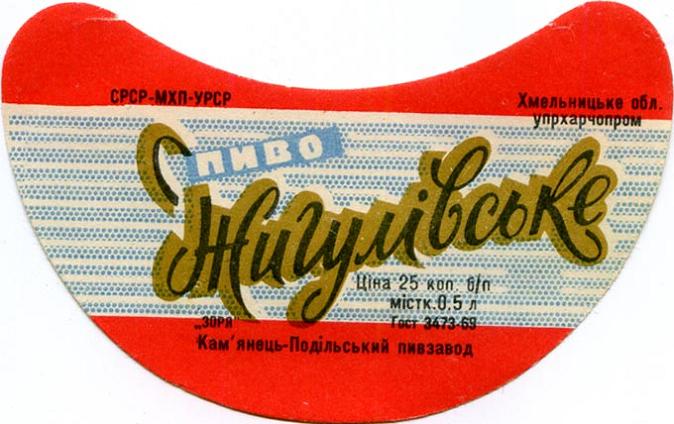 СРСР-МХП-УРСР
Хмельницьке обл.
упрхарчопром
ПИВО
Жигулівське
Ціна 25 коп. б/п
містк. 0,5 л
„ЗОРЯ"
Гост 3473-69
Кам'янець-Подільський пивзавод